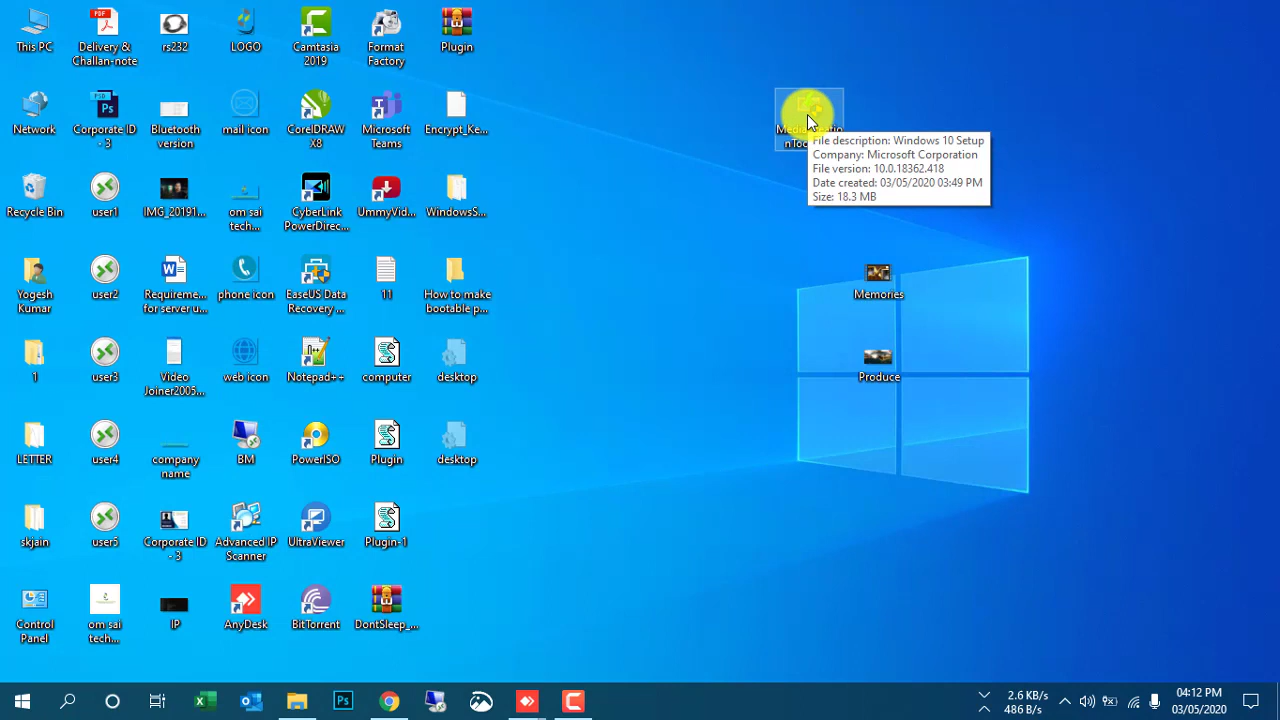 This PC
Delivery &
Challan-note
rs232
LOGO
Camtasia
2019
Format
Factory
Plugin
Network
Corporate ID
- 3
Bluetooth
version
mail icon
CorelDRAW
X8
Microsoft
Teams
Encrypt_Ke...
Recycle Bin
user1
IMG_20191...
om sai
tech...
CyberLink
PowerDirec...
UmmyVid...
WindowsS...
Yogesh
Kumar
user2
Requireme...
for server u...
phone icon
EaseUS Data
Recovery ...
11
How to make
bootable p...
1
user3
Video
Joiner2005...
web icon
Notepad++
computer
desktop
LETTER
user4
company
name
BM
PowerISO
Plugin
desktop
skjain
user5
Corporate ID
- 3
Advanced IP
Scanner
UltraViewer
Plugin-1
Control
Panel
om sai
tech...
IP
AnyDesk
BitTorrent
DontSleep_...
File description: Windows 10 Setup
Company: Microsoft Corporation
File version: 10.0.18362.418
Date created: 03/05/2020 03:49 PM
Size: 18.3 MB
Memories
Produce
2.6 KB/s
486 B/s
04:12 PM
03/05/2020